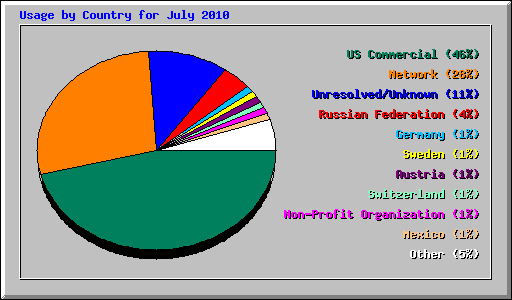 Usage by Country for July 2010
US Commercial (46%)
Network (28%)
Unresolved/Unknown (11%)
Russian Federation (4%)
Germany (1%)
Sweden (1%)
Austria (1%)
Switzerland (1%)
Non-Profit Organization (1%)
Mexico (1%)
Other (5%)